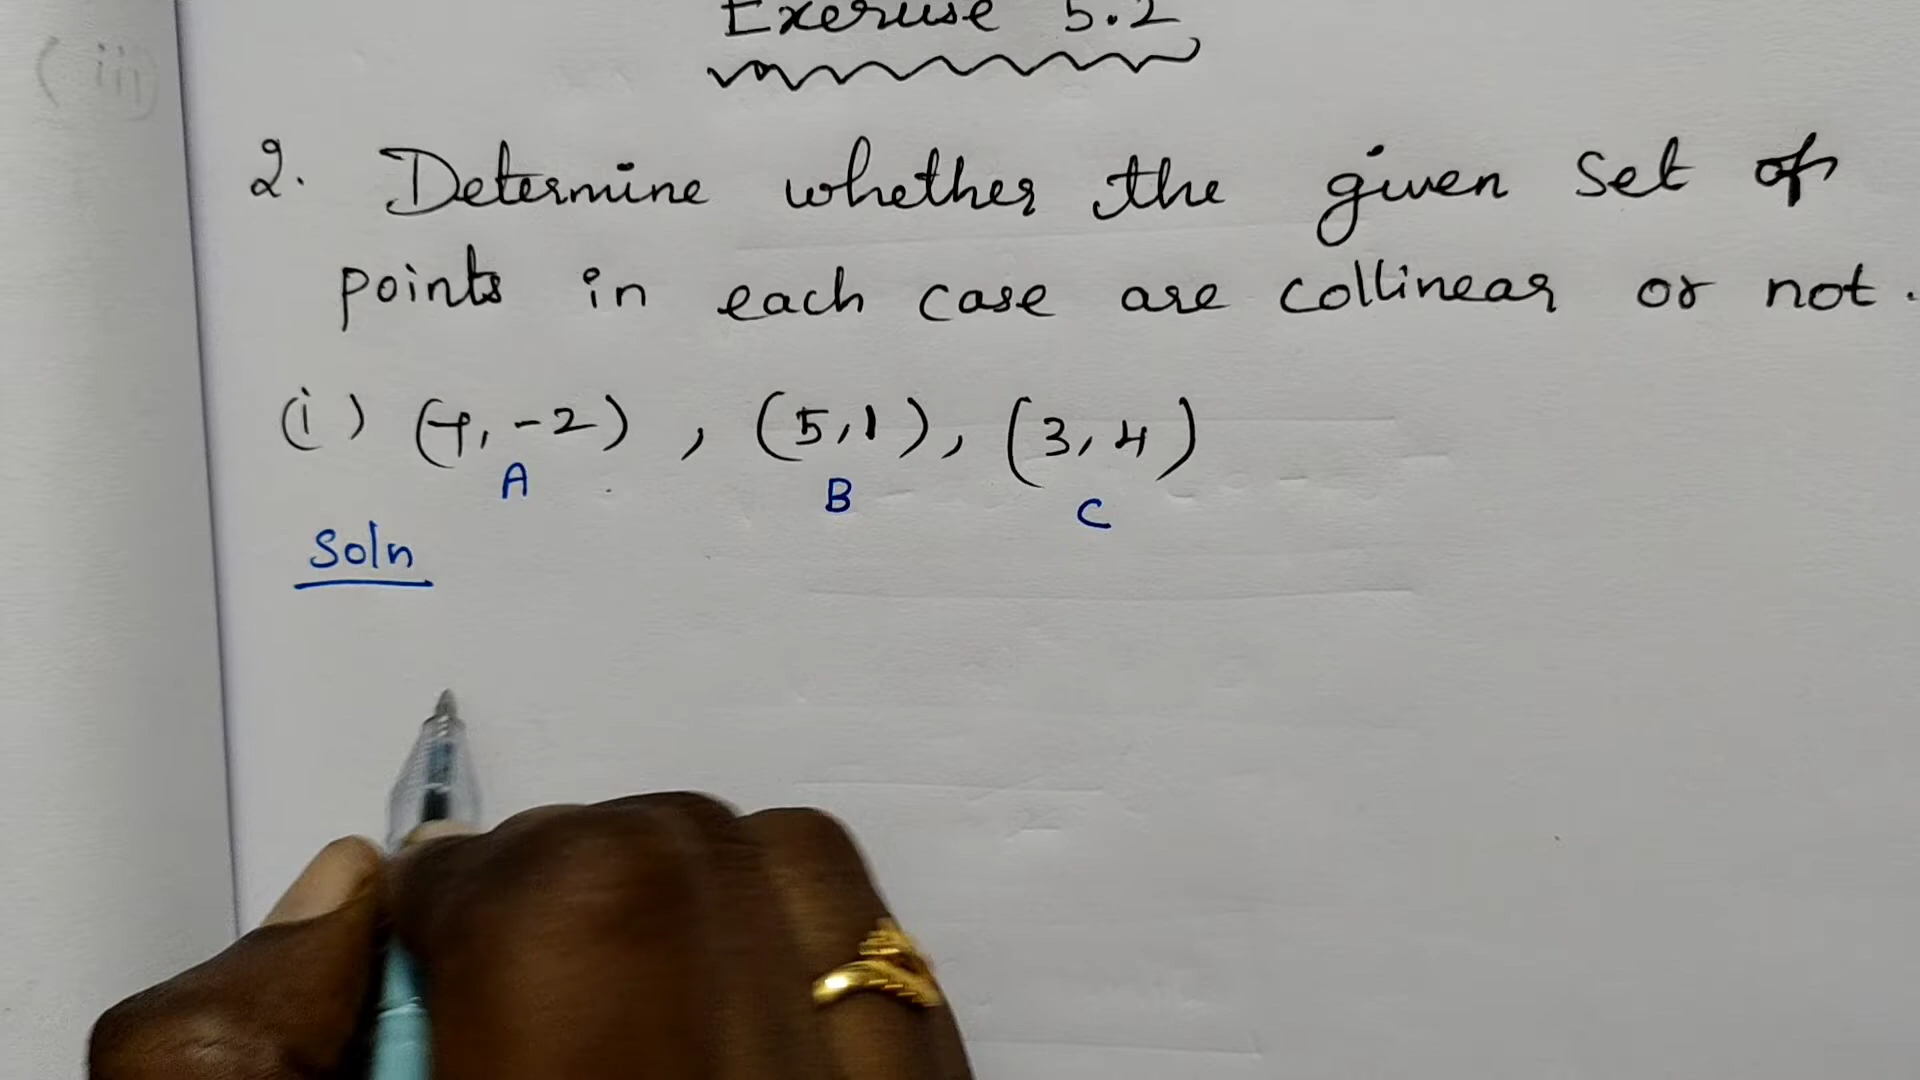 Exercise 5.2
(iii)
2. Determine whether the given set of
points in each case are collinear or not.
(i) (7, -2), (5,1), (3,4)
A B C
Soln